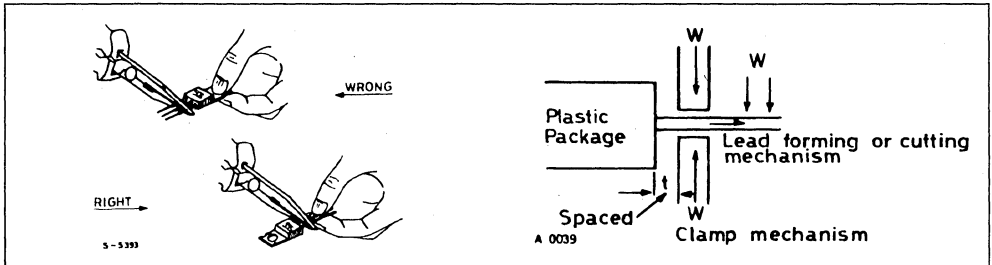 WRONG
RIGHT
S-5393
W
W
Plastic
Package
Lead forming or cutting
mechanism
t
Spaced
W
A 0039
Clamp mechanism